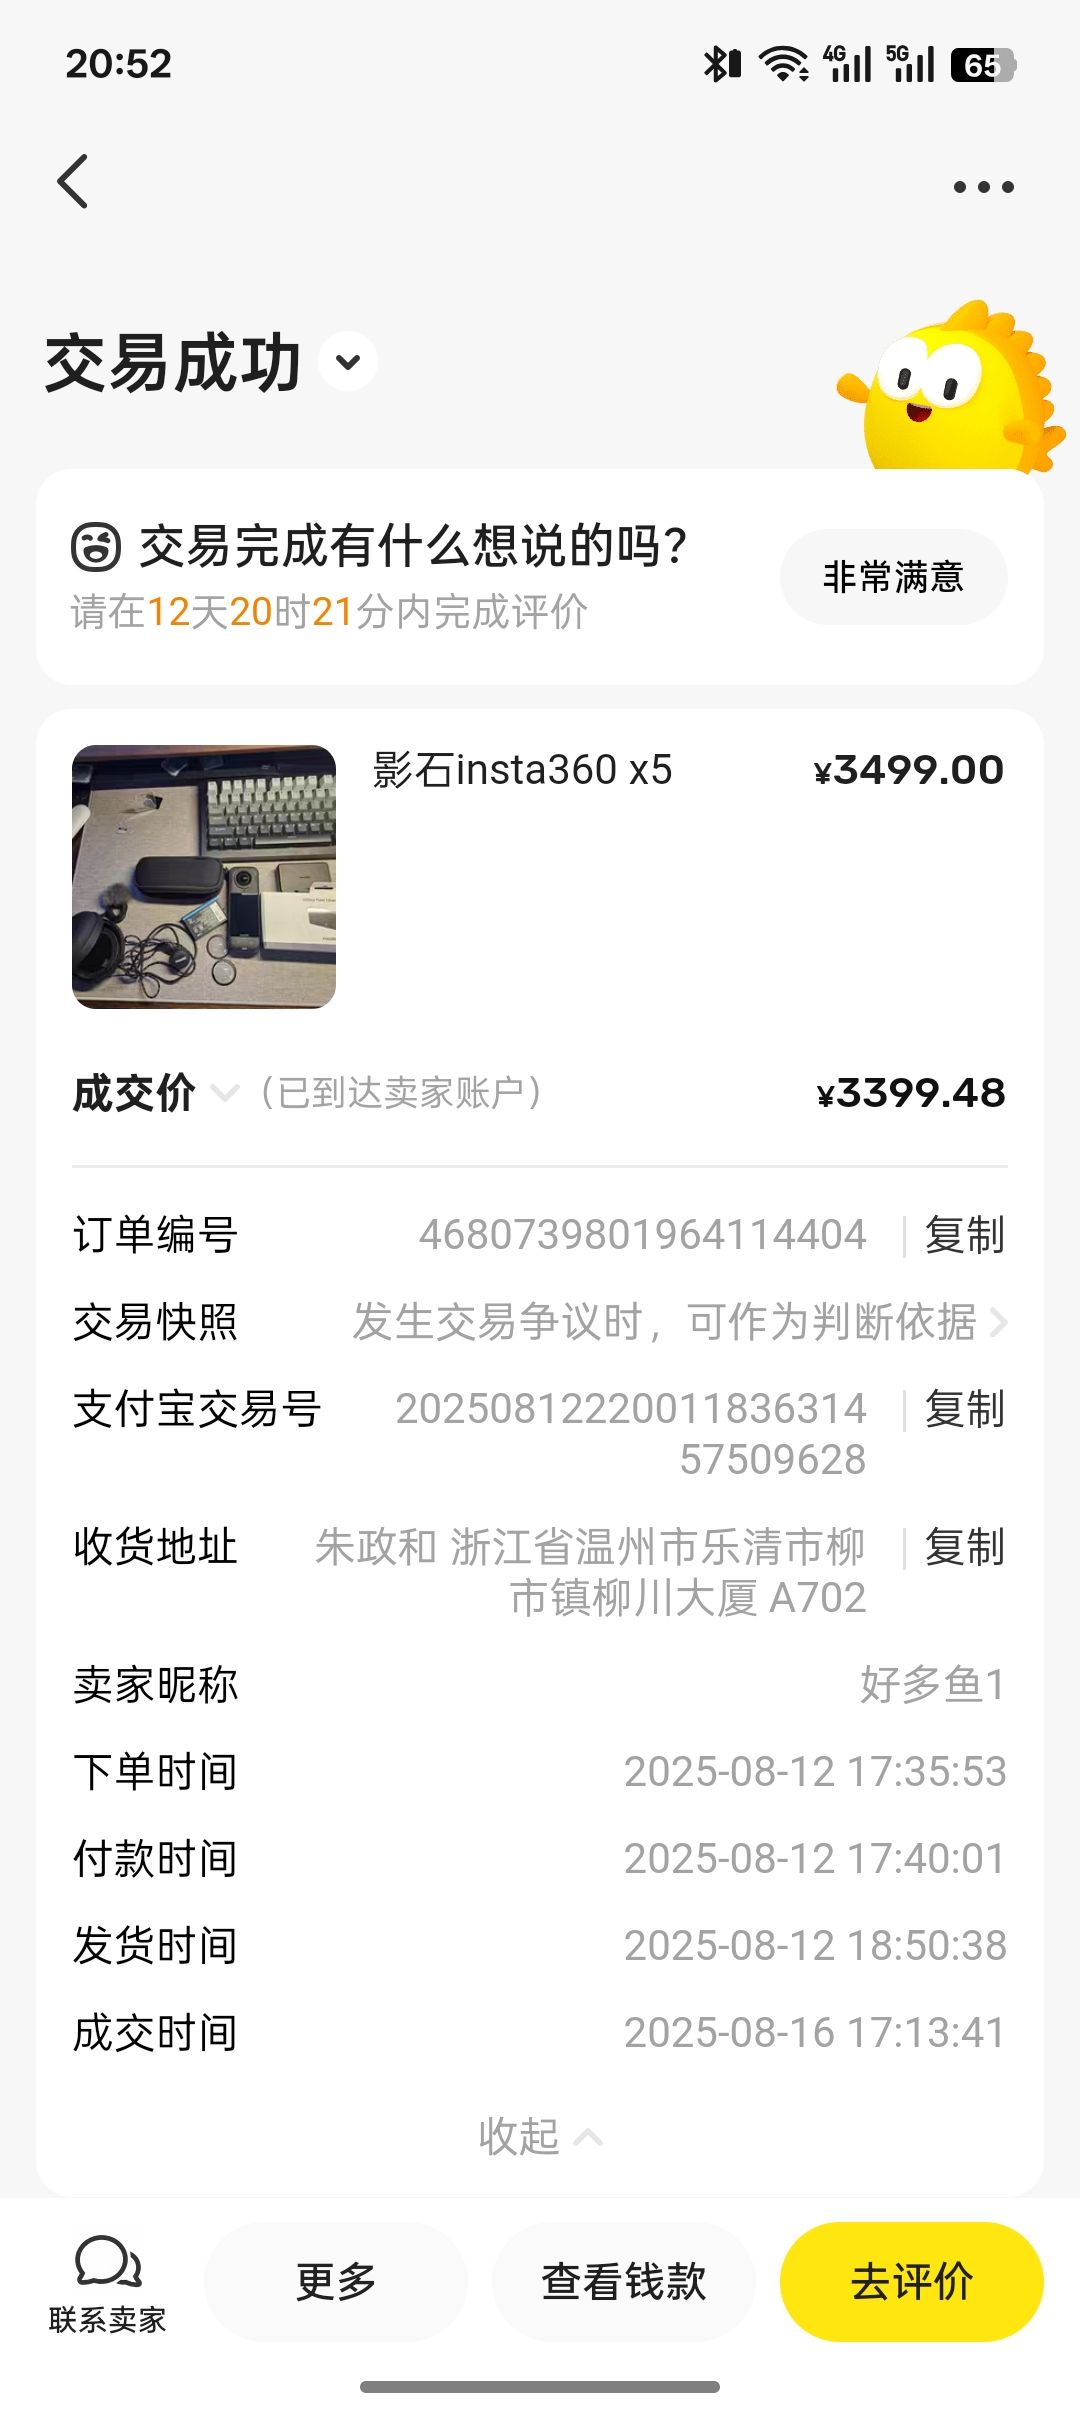 20:52
4G
5G
65
交易成功
交易完成有什么想说的吗?
请在12天20时21分内完成评价
非常满意
影石insta360 x5
¥3499.00
成交价 (已到达卖家账户)
¥3399.48
订单编号 4680739801964114404 复制
交易快照 发生交易争议时，可作为判断依据
支付宝交易号 20250812220011836314 复制
57509628
收货地址 朱政和 浙江省温州市乐清市柳 复制
市镇柳川大厦 A702
卖家昵称 好多鱼1
下单时间 2025-08-12 17:35:53
付款时间 2025-08-12 17:40:01
发货时间 2025-08-12 18:50:38
成交时间 2025-08-16 17:13:41
收起
联系卖家
更多
查看钱款
去评价